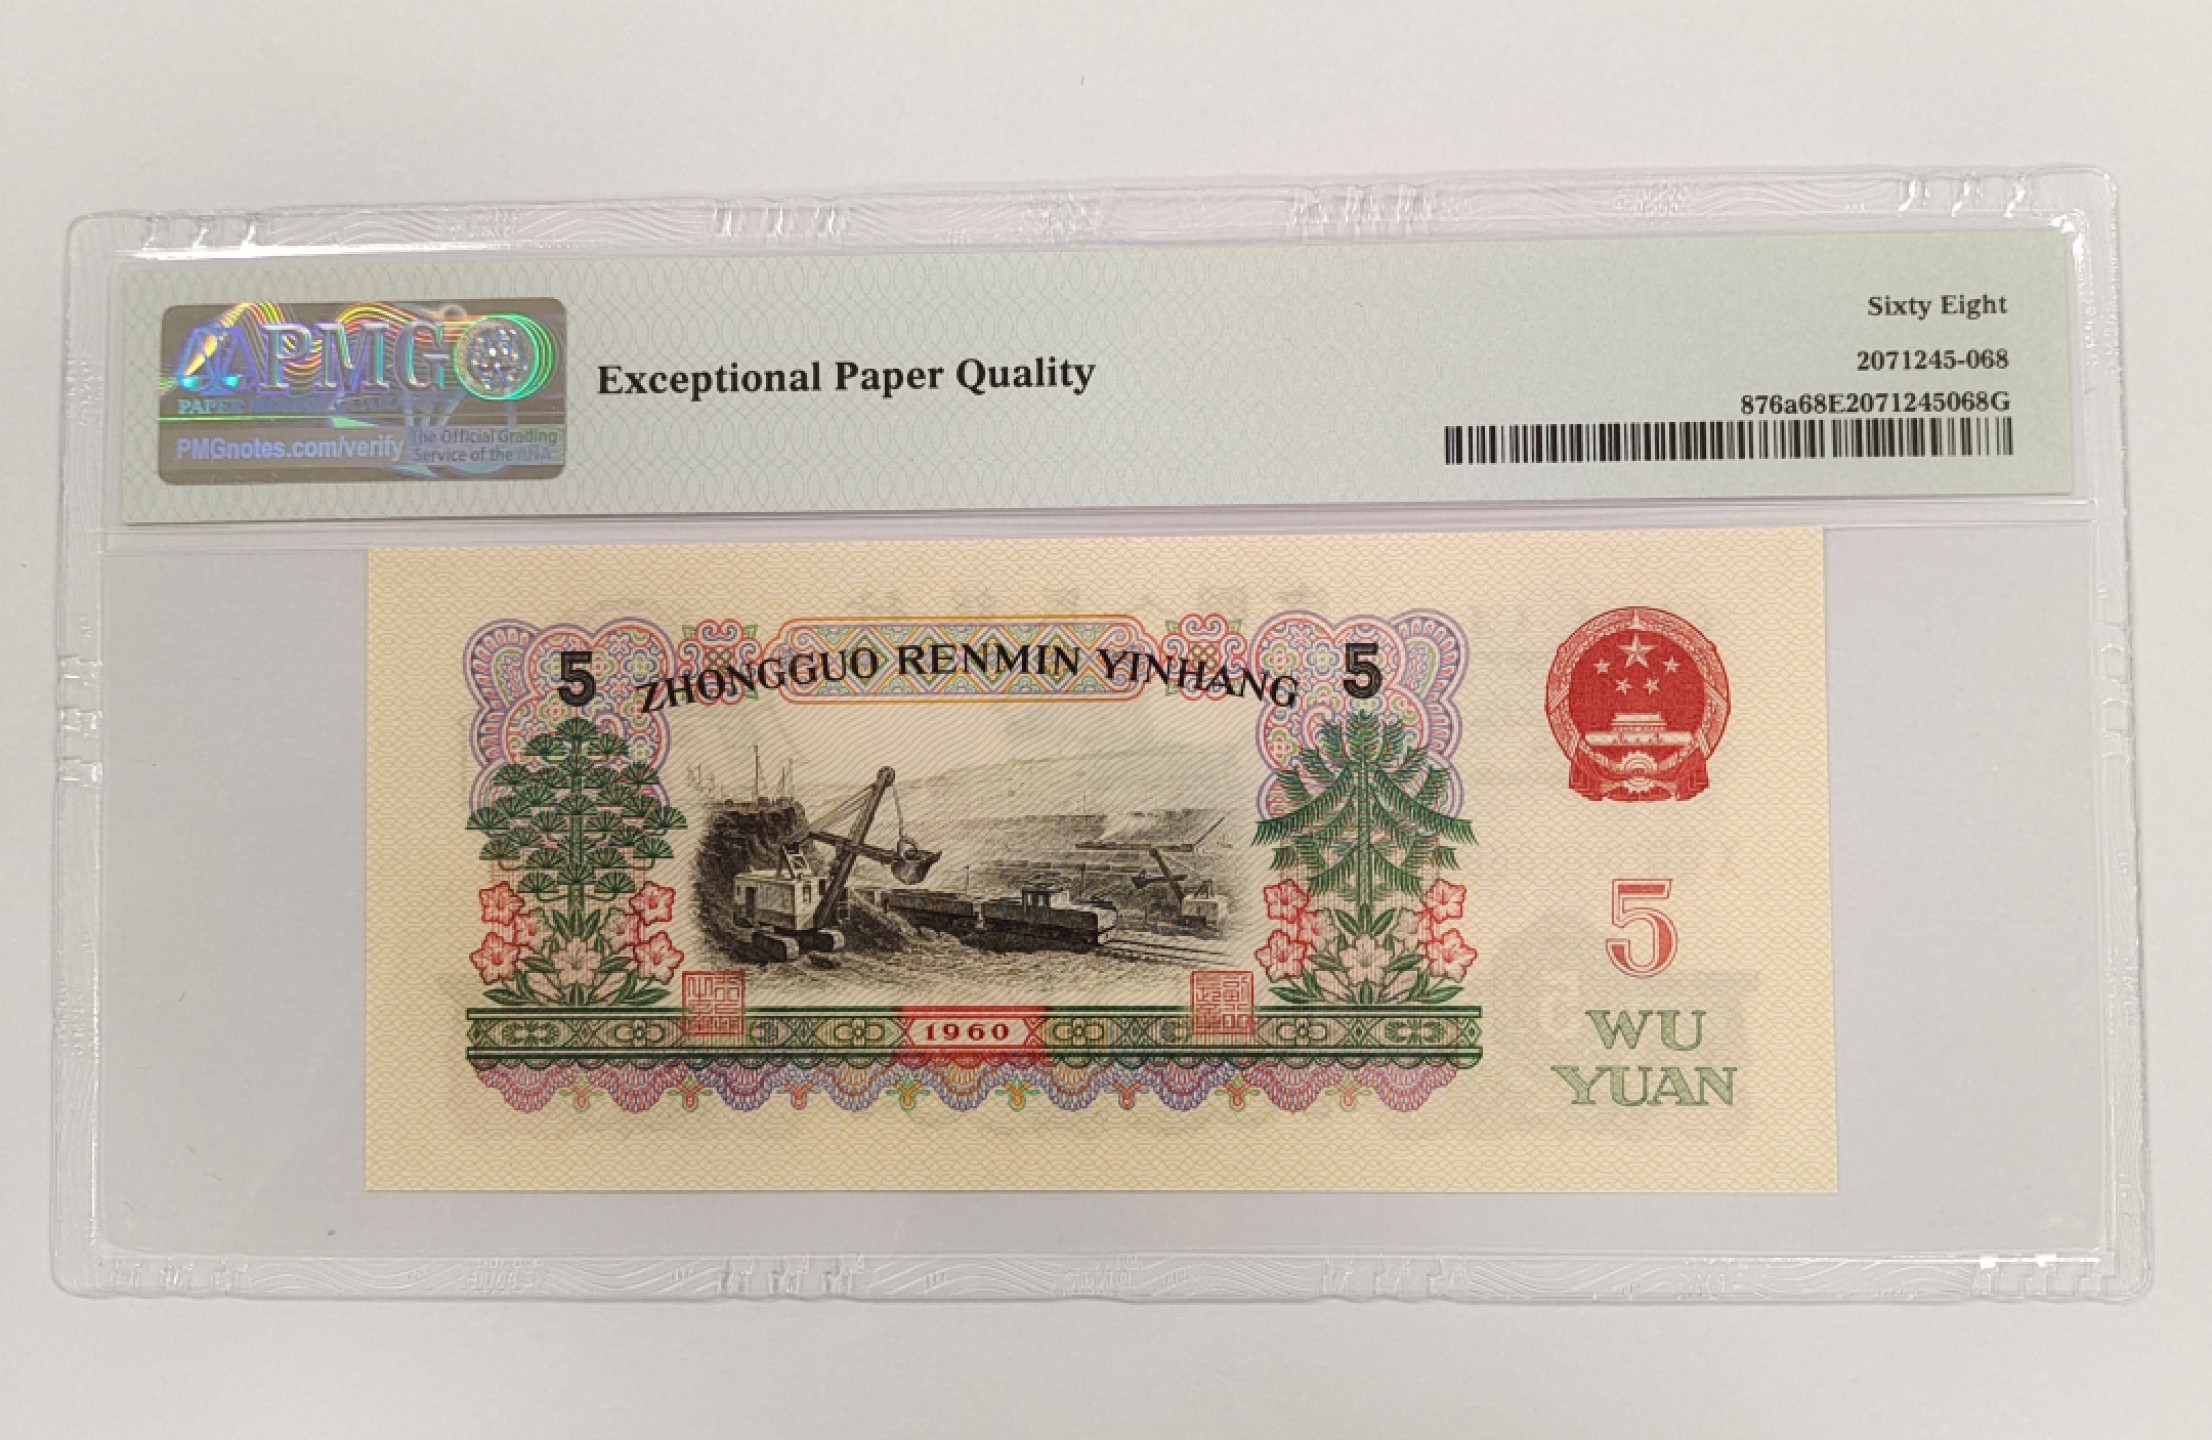 PMG
PMGnotes.com/verify
The Official Grading
Service of the ANA
Exceptional Paper Quality
Sixty Eight
2071245-068
876a68E2071245068G
5 ZHONGGUO RENMIN YINHANG 5
1960
5
WU
YUAN